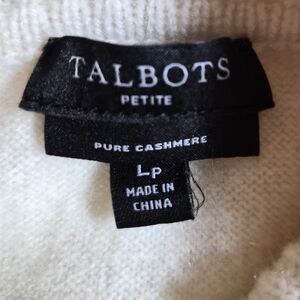 TALBOTS
PETITE
PURE CASHMERE
LP
MADE IN
CHINA